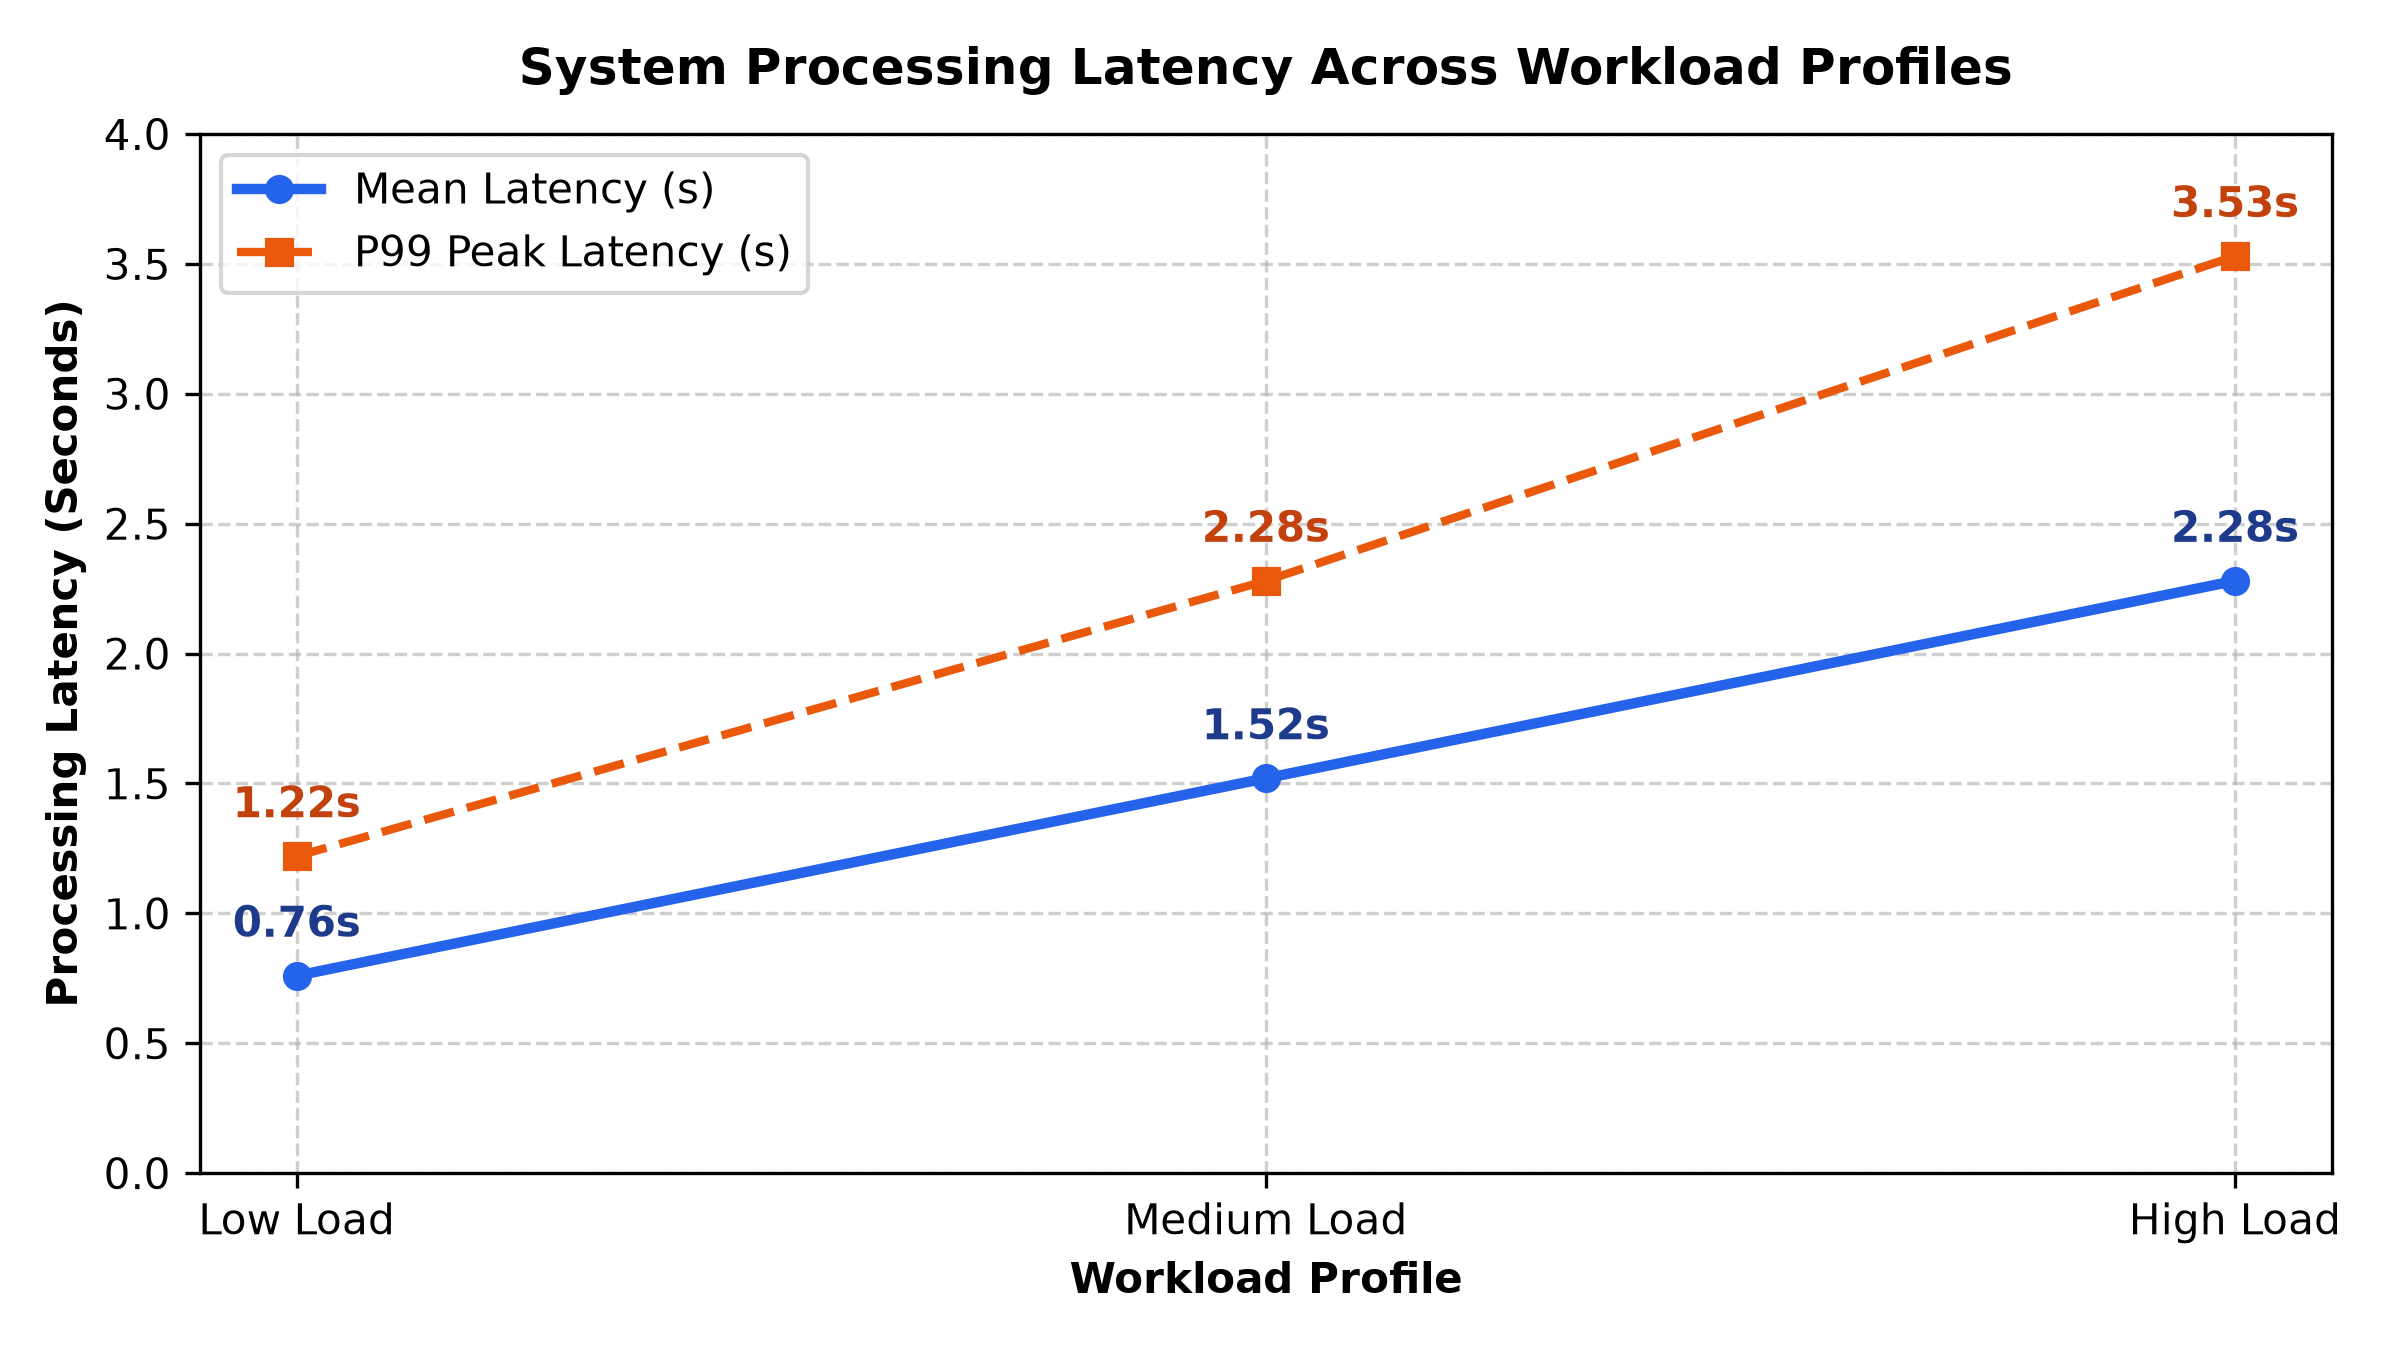 System Processing Latency Across Workload Profiles
Mean Latency (s)
P99 Peak Latency (s)
Processing Latency (Seconds)
4.0
3.5
3.0
2.5
2.0
1.5
1.0
0.5
0.0
3.53s
2.28s
2.28s
1.52s
1.22s
0.76s
Low Load
Medium Load
High Load
Workload Profile